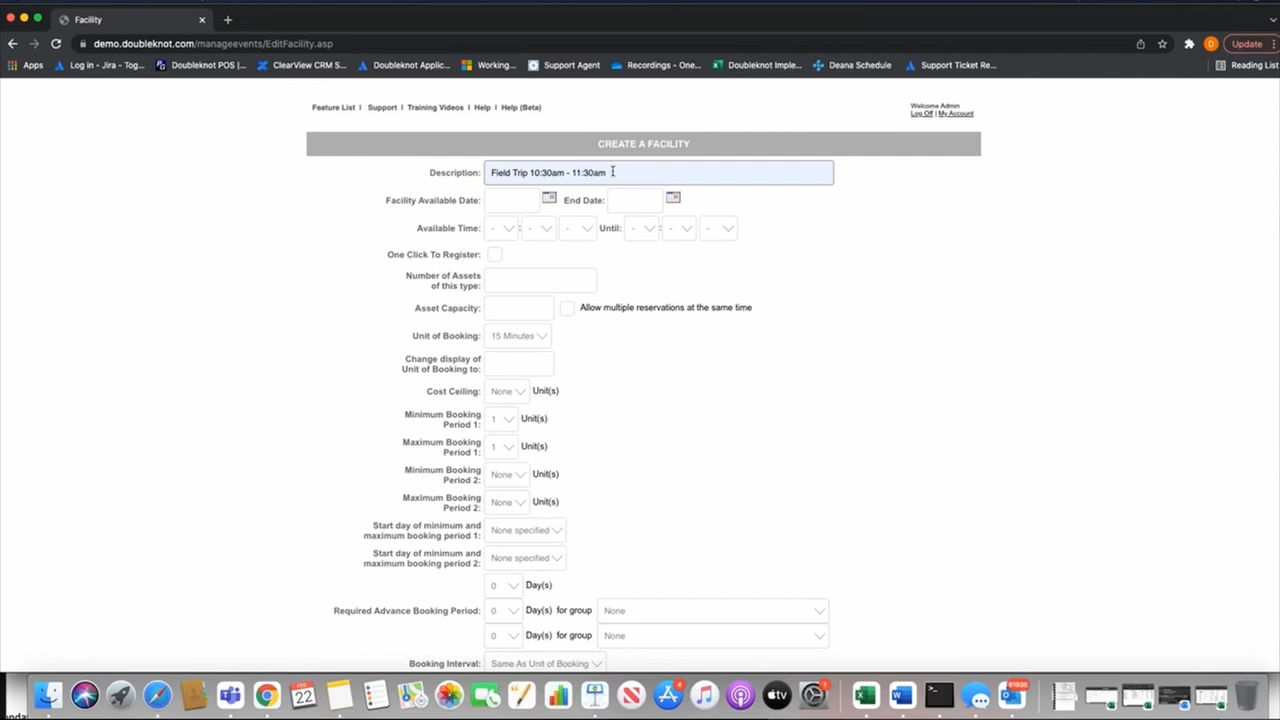 Facility
demo.doubleknot.com/manageevents/EditFacility.asp
Update
Apps
Log in - Jira - Tog...
Doubleknot POS |...
ClearView CRM S...
Doubleknot Applic...
Working...
Support Agent
Recordings - One...
Doubleknot Imple...
Deana Schedule
Support Ticket Re...
Reading List
Feature List | Support | Training Videos | Help | Help (Beta)
Welcome Admin
Log Off | My Account
CREATE A FACILITY
Description: Field Trip 10:30am - 11:30am
Facility Available Date: End Date:
Available Time: - : - - Until: - : - -
One Click To Register:
Number of Assets
of this type:
Asset Capacity: Allow multiple reservations at the same time
Unit of Booking: 15 Minutes
Change display of
Unit of Booking to:
Cost Ceiling: None Unit(s)
Minimum Booking
Period 1: 1 Unit(s)
Maximum Booking
Period 1: 1 Unit(s)
Minimum Booking
Period 2: None Unit(s)
Maximum Booking
Period 2: None Unit(s)
Start day of minimum and
maximum booking period 1: None specified
Start day of minimum and
maximum booking period 2: None specified
0 Day(s)
Required Advance Booking Period: 0 Day(s) for group None
0 Day(s) for group None
Booking Interval: Same As Unit of Booking
FEB
22
tv
4
1
61936